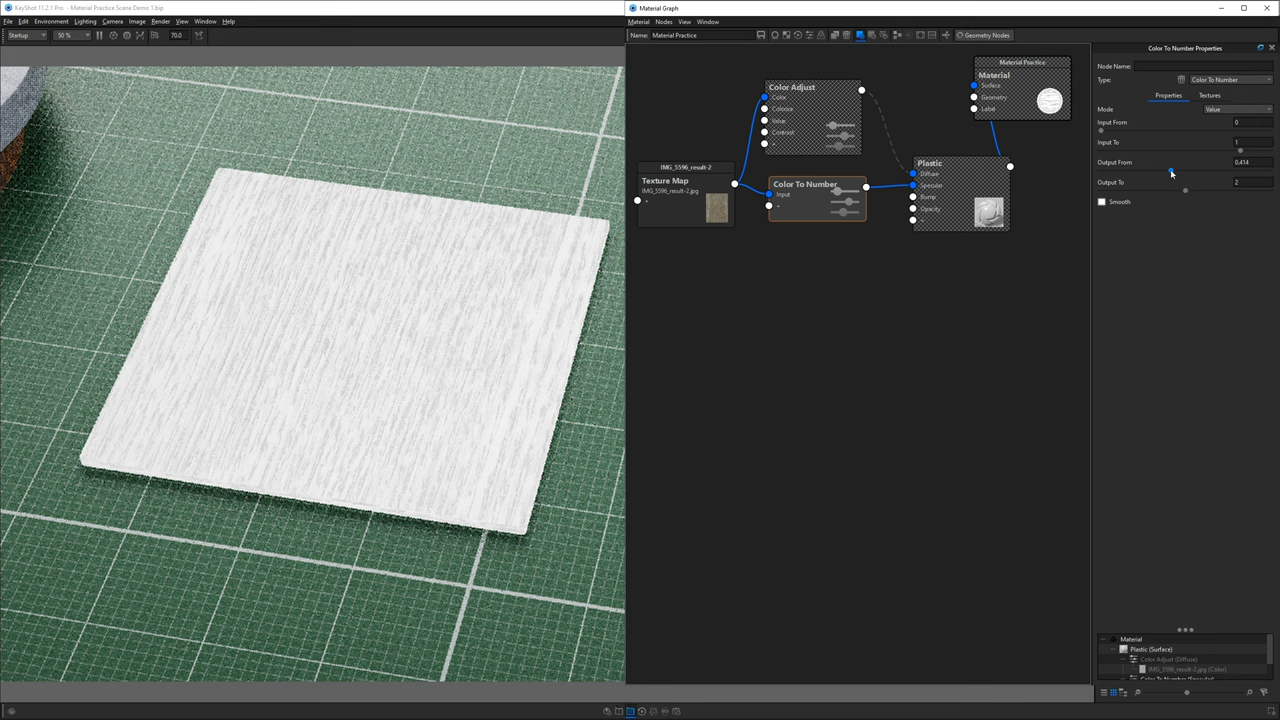 KeyShot 11.2.1 Pro - Material Practice Scene Demo 1.bip
File Edit Environment Lighting Camera Image Render View Window Help
Startup 50 % 70.0
Material Graph
Material Nodes View Window
Name: Material Practice Geometry Nodes
Material Practice
Material
Surface
Geometry
Label
Color Adjust
Color
Colorize
Value
Contrast
+
IMG_5596_result-2
Texture Map
IMG_5596_result-2.jpg
+
Color To Number
Input
+
Plastic
Diffuse
Specular
Bump
Opacity
+
Color To Number Properties
Node Name:
Type: Color To Number
Properties Textures
Mode Value
Input From 0
Input To 1
Output From 0.414
Output To 2
Smooth
Material
Plastic (Surface)
Color Adjust (Diffuse)
IMG_5596_result-2.jpg (Color)
Color To Number (Specular)